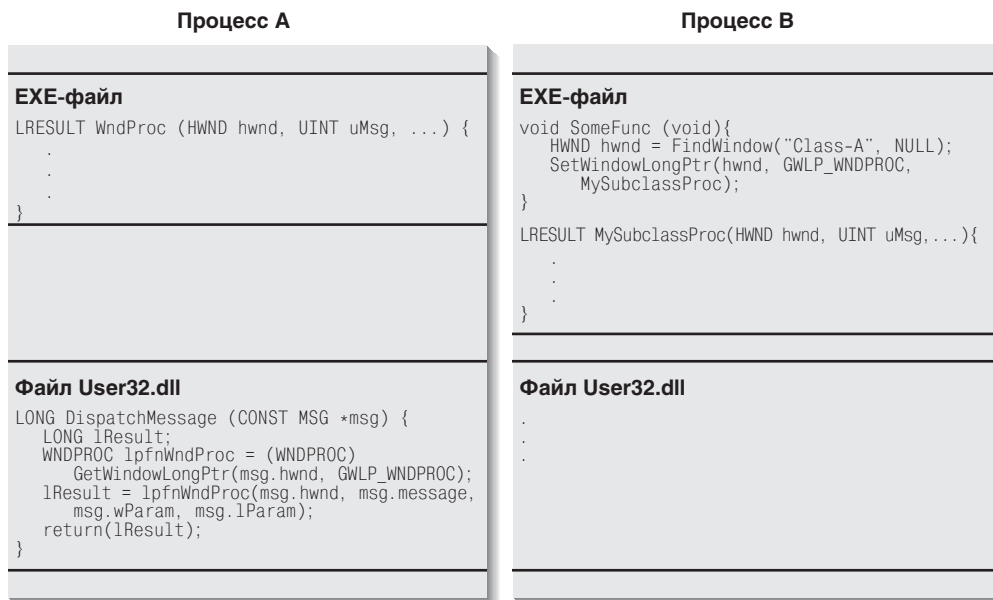 Процесс A
EXE-файл
LRESULT WndProc (HWND hwnd, UINT uMsg, ...) {
.
.
.
}
Файл User32.dll
LONG DispatchMessage (CONST MSG *msg) {
LONG lResult;
WNDPROC lpfnWndProc = (WNDPROC)
GetWindowLongPtr(msg.hwnd, GWLP_WNDPROC);
lResult = lpfnWndProc(msg.hwnd, msg.message,
msg.wParam, msg.lParam);
return(lResult);
}
Процесс B
EXE-файл
void SomeFunc (void){
HWND hwnd = FindWindow(¨Class-A¨, NULL);
SetWindowLongPtr(hwnd, GWLP_WNDPROC,
MySubclassProc);
}
LRESULT MySubclassProc(HWND hwnd, UINT uMsg,...){
.
.
.
}
Файл User32.dll
.
.
.